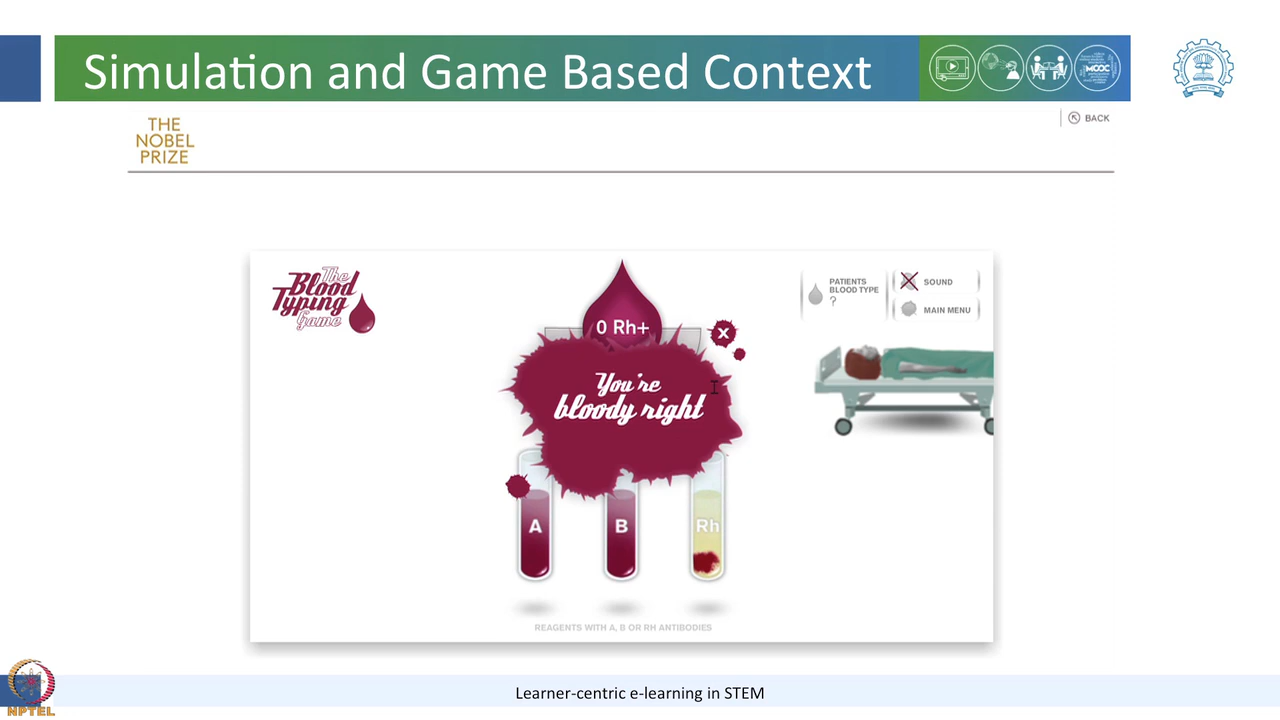 Simulation and Game Based Context
MOOC
THE
NOBEL
PRIZE
BACK
The
Blood
Typing
Game
0 Rh+
x
You're
bloody right
PATIENTS
BLOOD TYPE
?
SOUND
MAIN MENU
A
B
Rh
REAGENTS WITH A, B OR RH ANTIBODIES
Learner-centric e-learning in STEM
NPTEL